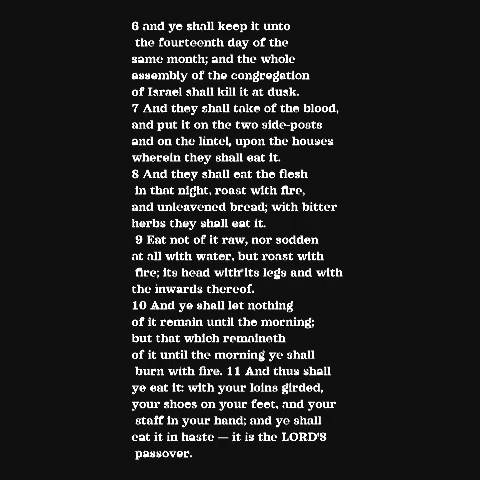 6 and ye shall keep it unto
the fourteenth day of the
same month; and the whole
assembly of the congregation
of Israel shall kill it at dusk.
7 And they shall take of the blood,
and put it on the two side-posts
and on the lintel, upon the houses
wherein they shall eat it.
8 And they shall eat the flesh
in that night, roast with fire,
and unleavened bread; with bitter
herbs they shall eat it.
9 Eat not of it raw, nor sodden
at all with water, but roast with
fire; its head with its legs and with
the inwards thereof.
10 And ye shall let nothing
of it remain until the morning;
but that which remaineth
of it until the morning ye shall
burn with fire. 11 And thus shall
ye eat it: with your loins girded,
your shoes on your feet, and your
staff in your hand; and ye shall
eat it in haste — it is the LORD'S
passover.